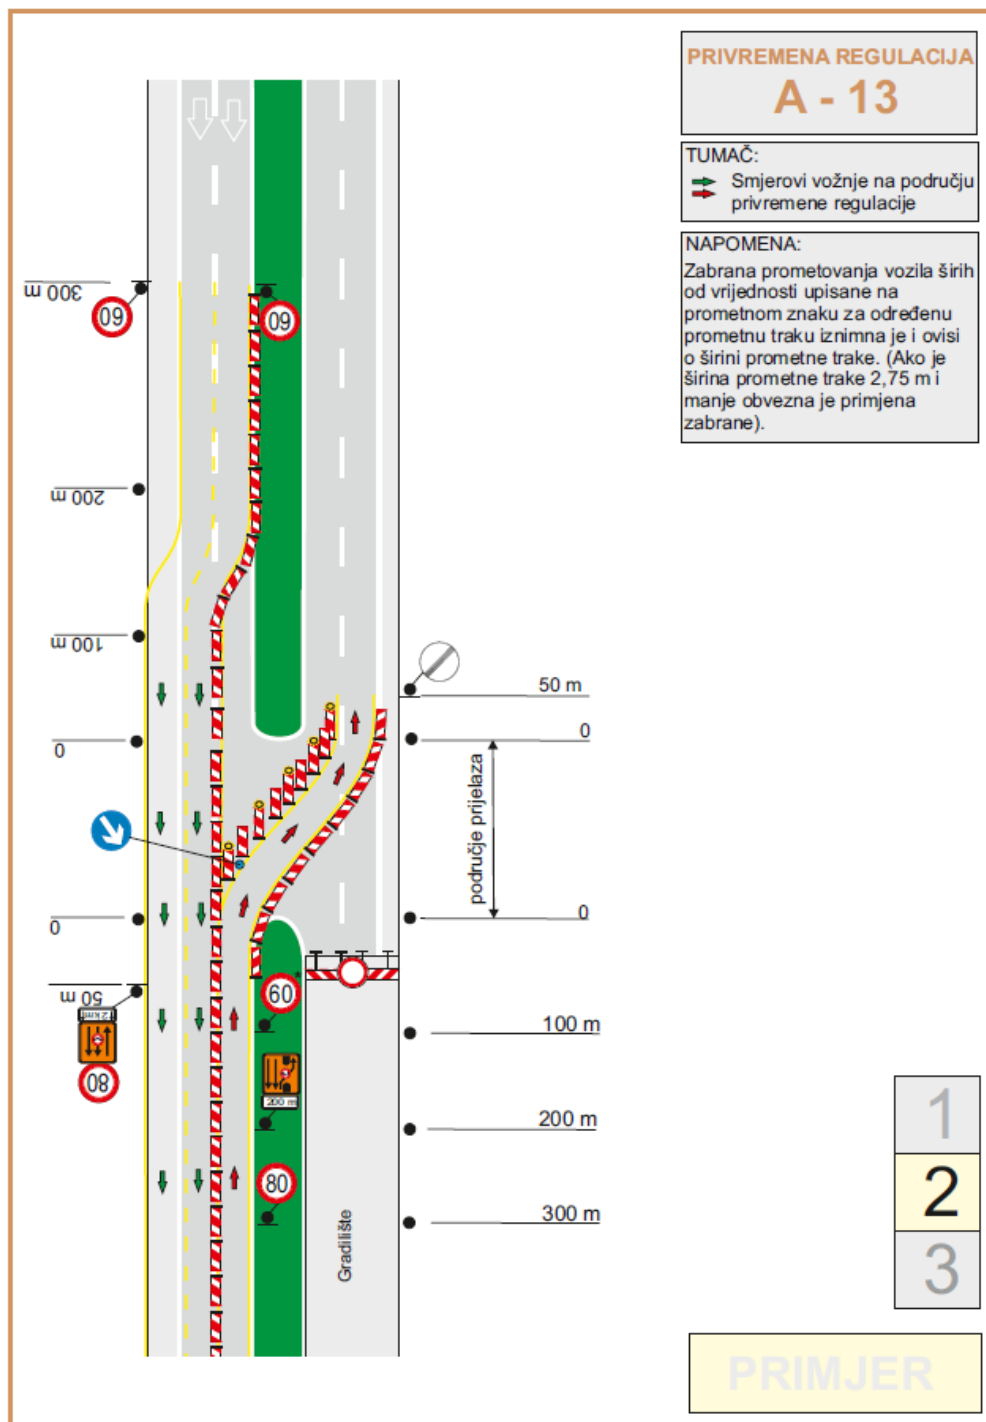 PRIVREMENA REGULACIJA
A - 13
TUMAČ:
Smjerovi vožnje na području
privremene regulacije
NAPOMENA:
Zabrana prometovanja vozila širih
od vrijednosti upisane na
prometnom znaku za određenu
prometnu traku iznimna je i ovisi
o širini prometne trake. (Ako je
širina prometne trake 2,75 m i
manje obvezna je primjena
zabrane).
300 m
60
60
200 m
100 m
50 m
0
0
područje prijelaza
0
0
50 m
2 km
80
60*
100 m
200 m
200 m
80
300 m
Gradilište
1
2
3
PRIMJER